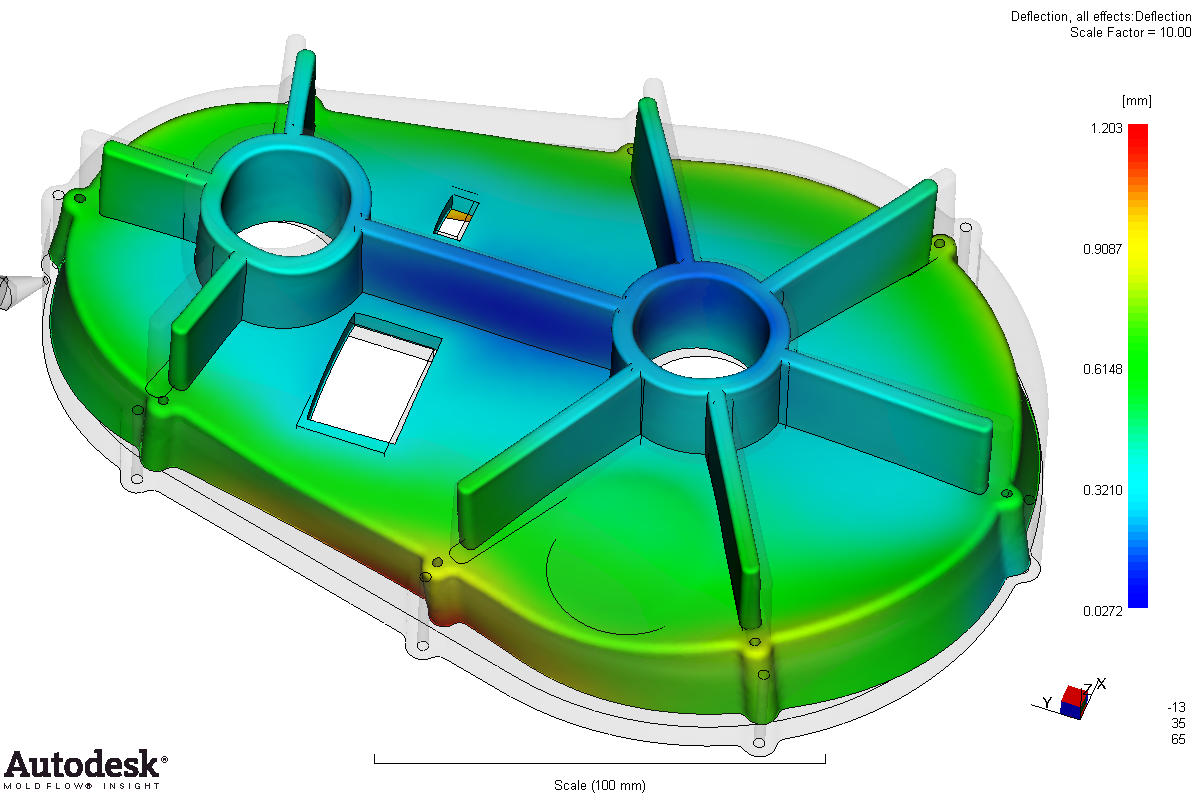 Deflection, all effects:Deflection
Scale Factor = 10.00
[mm]
1.203
0.9087
0.6148
0.3210
0.0272
Z
X
Y
-13
35
65
Autodesk®
MOLDFLOW® INSIGHT
Scale (100 mm)